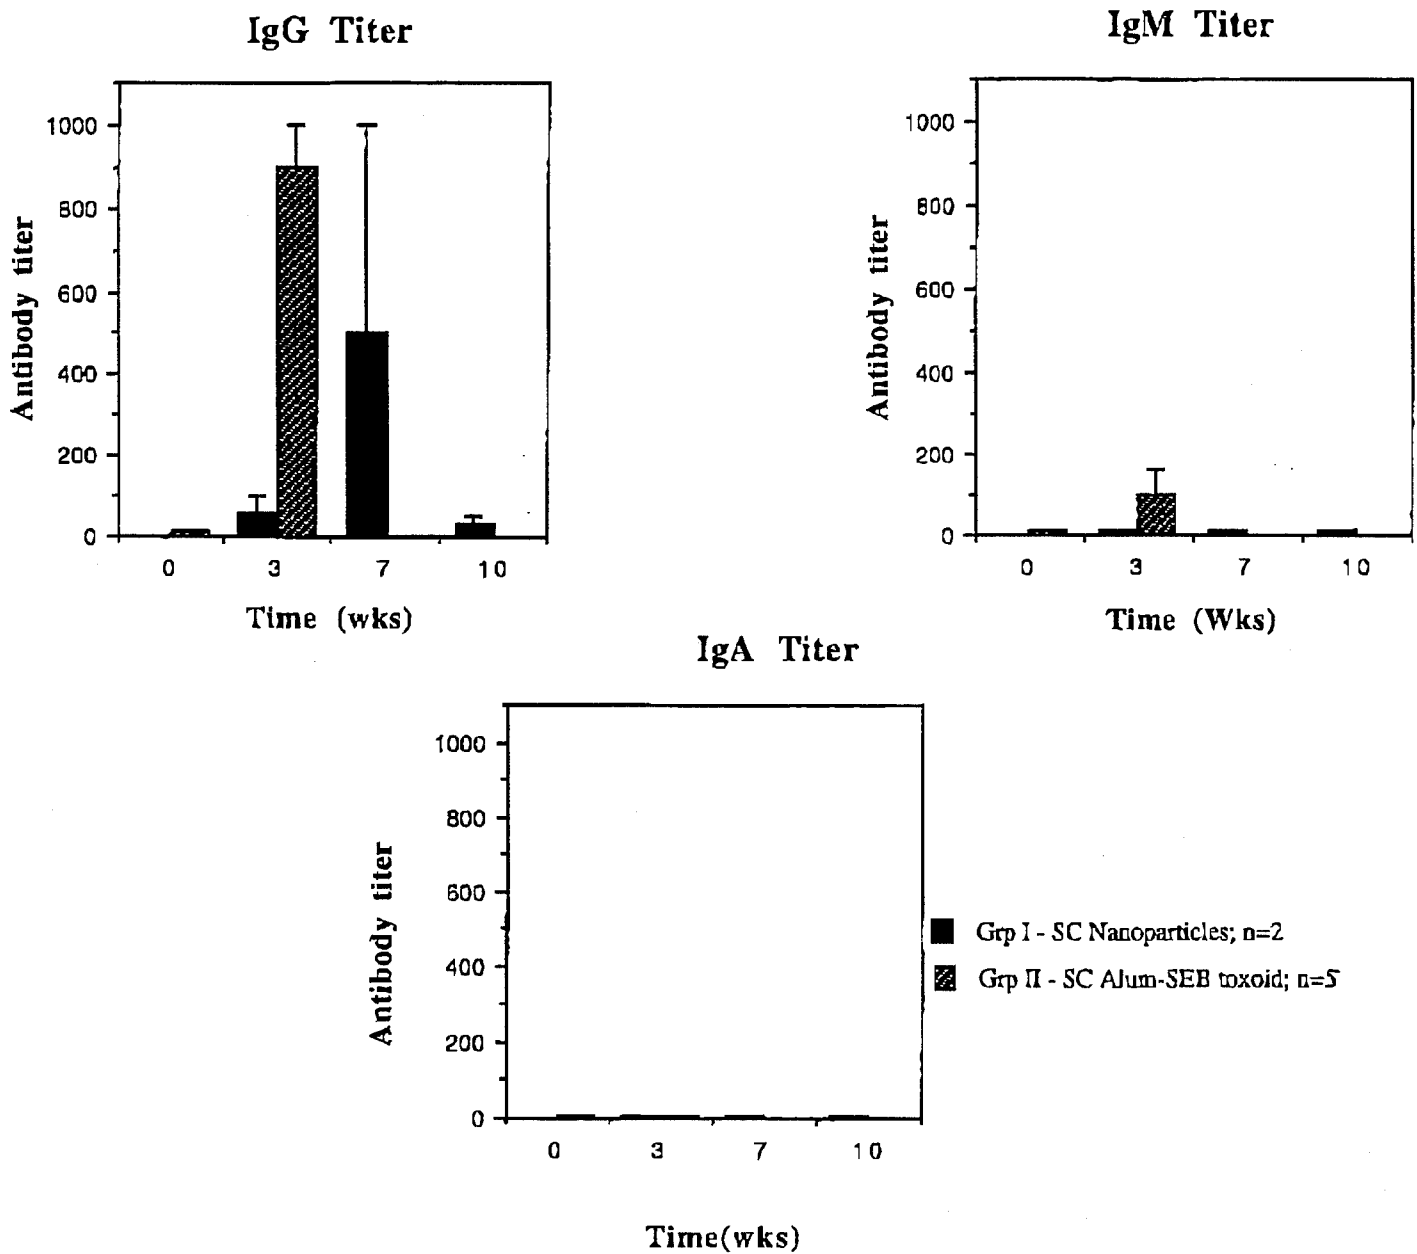 IgG Titer
1000
800
600
400
200
0
Antibody titer
0 3 7 10
Time (wks)
IgM Titer
1000
800
600
400
200
0
Antibody titer
0 3 7 10
Time (Wks)
IgA Titer
1000
800
600
400
200
0
Antibody titer
0 3 7 10
Time(wks)
Grp I - SC Nanoparticles; n=2
Grp II - SC Alum-SEB toxoid; n=5